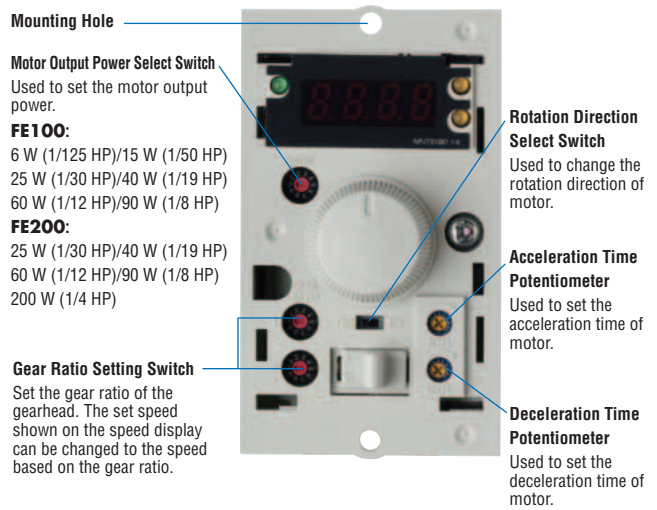 Mounting Hole
Motor Output Power Select Switch
Used to set the motor output
power.
FE100:
6 W (1/125 HP)/15 W (1/50 HP)
25 W (1/30 HP)/40 W (1/19 HP)
60 W (1/12 HP)/90 W (1/8 HP)
FE200:
25 W (1/30 HP)/40 W (1/19 HP)
60 W (1/12 HP)/90 W (1/8 HP)
200 W (1/4 HP)
Gear Ratio Setting Switch
Set the gear ratio of the
gearhead. The set speed
shown on the speed display
can be changed to the speed
based on the gear ratio.
Rotation Direction
Select Switch
Used to change the
rotation direction of
motor.
Acceleration Time
Potentiometer
Used to set the
acceleration time of
motor.
Deceleration Time
Potentiometer
Used to set the
deceleration time of
motor.